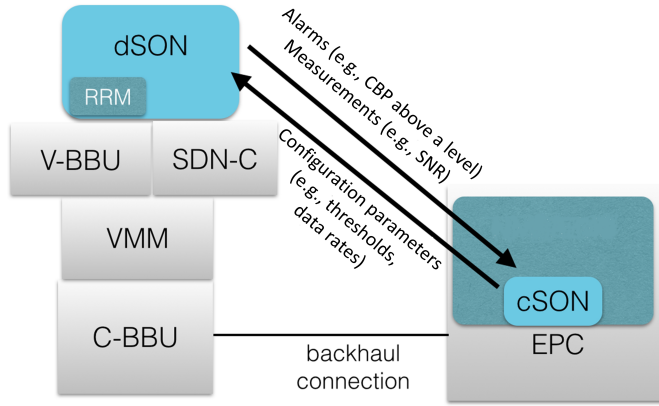 dSON
RRM
V-BBU
SDN-C
VMM
C-BBU
Alarms (e.g., CBP above a level)
Measurements (e.g., SNR)
Configuration parameters
(e.g., thresholds,
data rates)
cSON
EPC
backhaul
connection